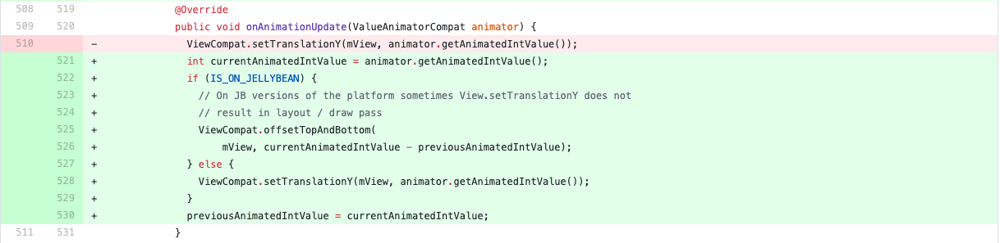 508 519 @Override
509 520 public void onAnimationUpdate(ValueAnimatorCompat animator) {
510 - ViewCompat.setTranslationY(mView, animator.getAnimatedIntValue());
521 + int currentAnimatedIntValue = animator.getAnimatedIntValue();
522 + if (IS_ON_JELLYBEAN) {
523 + // On JB versions of the platform sometimes View.setTranslationY does not
524 + // result in layout / draw pass
525 + ViewCompat.offsetTopAndBottom(
526 + mView, currentAnimatedIntValue - previousAnimatedIntValue);
527 + } else {
528 + ViewCompat.setTranslationY(mView, animator.getAnimatedIntValue());
529 + }
530 + previousAnimatedIntValue = currentAnimatedIntValue;
511 531 }